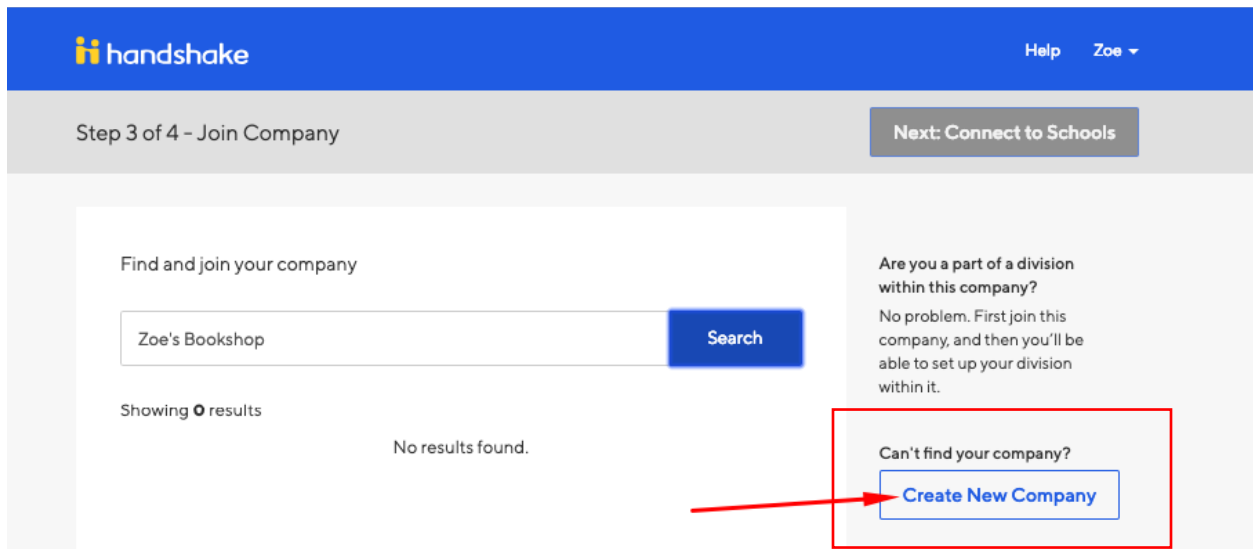 handshake
Help
Zoe
Step 3 of 4 - Join Company
Next: Connect to Schools
Find and join your company
Zoe's Bookshop
Search
Showing 0 results
No results found.
Are you a part of a division
within this company?
No problem. First join this
company, and then you'll be
able to set up your division
within it.
Can't find your company?
Create New Company